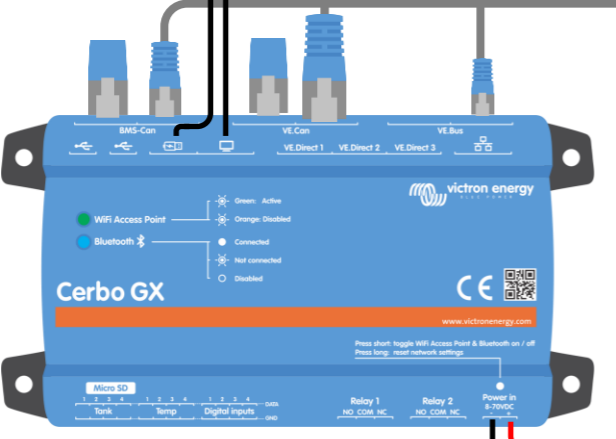 BMS-Can VE.Can VE.Bus
VE.Direct 1 VE.Direct 2 VE.Direct 3
victron energy
BLUE POWER
Green: Active
WiFi Access Point
Orange: Disabled
Bluetooth Connected
Not connected
Disabled
Cerbo GX
CE
www.victronenergy.com
Press short: toggle WiFi Access Point & Bluetooth on / off
Press long: reset network settings
Micro SD
1 2 3 4 1 2 3 4 1 2 3 4 DATA
Tank Temp Digital inputs GND
Relay 1 Relay 2 Power in
NO COM NC NO COM NC 8-70VDC
- +